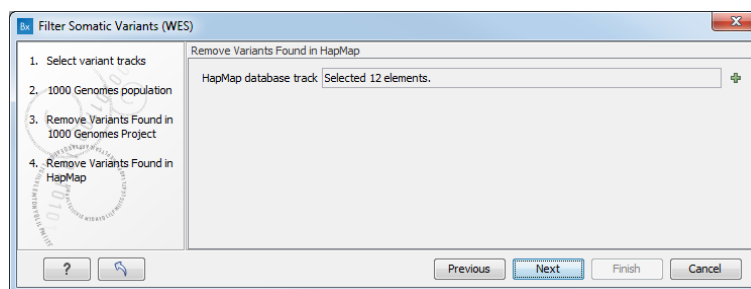 Bx Filter Somatic Variants (WES)
Remove Variants Found in HapMap
1. Select variant tracks
2. 1000 Genomes population
3. Remove Variants Found in
1000 Genomes Project
4. Remove Variants Found in
HapMap
HapMap database track Selected 12 elements.
? Previous Next Finish Cancel